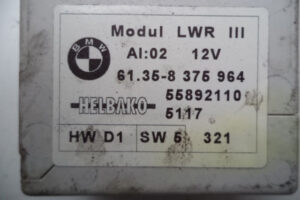 BMW
Modul LWR III
AI:02 12V
61.35-8 375 964
55892110
HELBAKO 5117
HW D1 SW 5 321